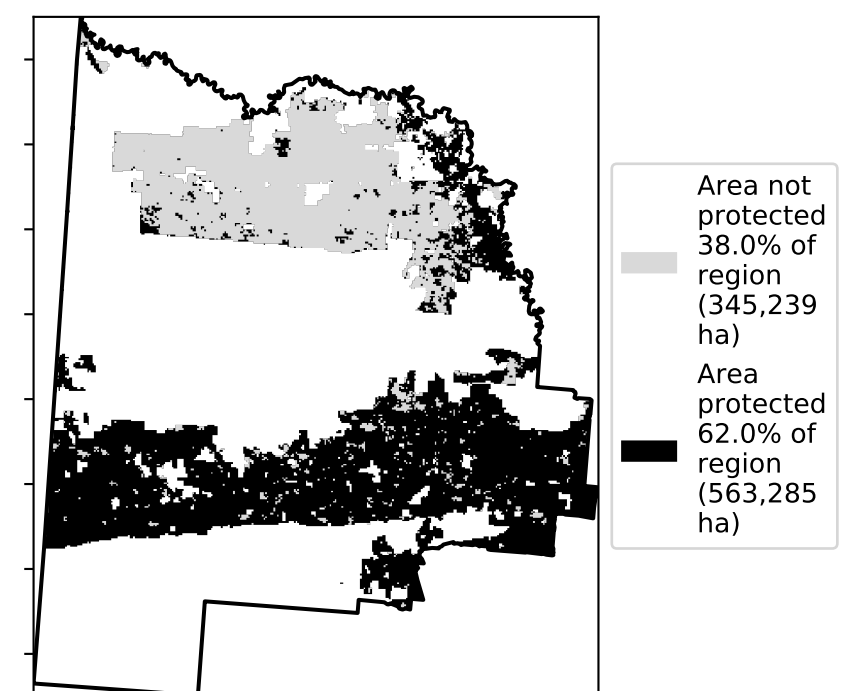 Area not
protected
38.0% of
region
(345,239
ha)
Area
protected
62.0% of
region
(563,285
ha)